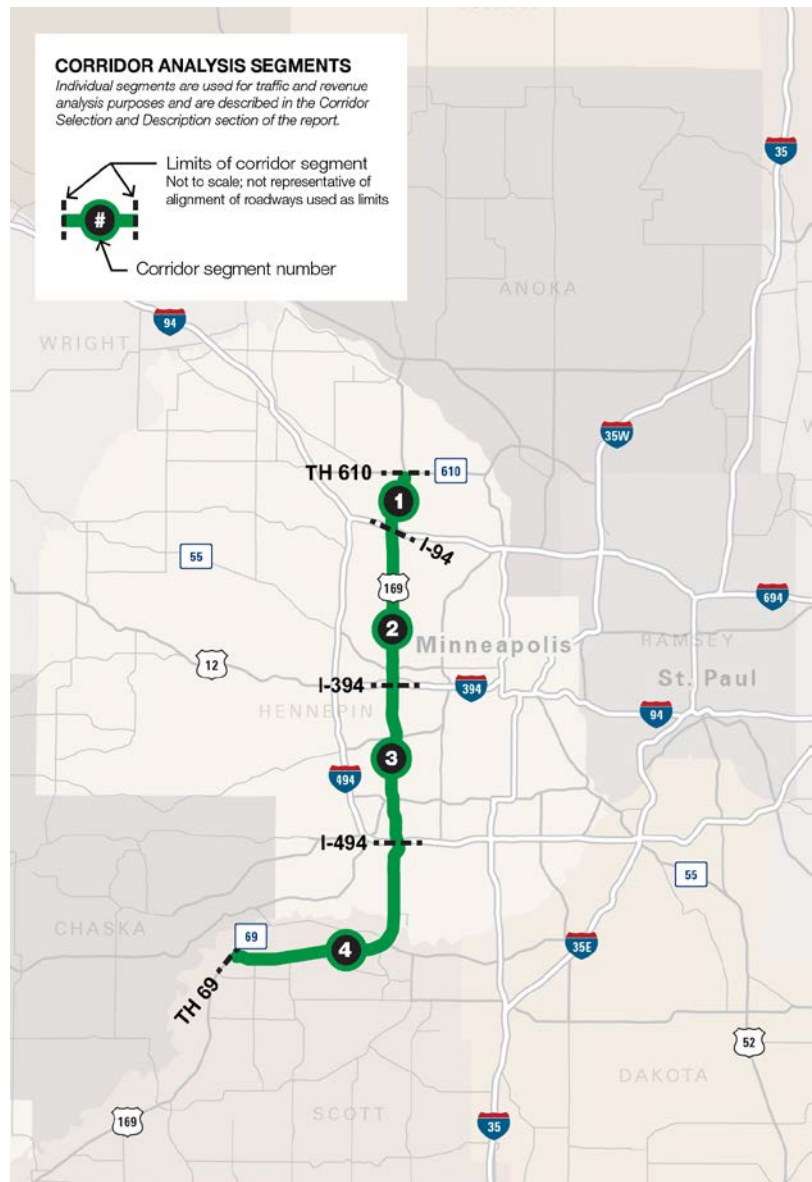 CORRIDOR ANALYSIS SEGMENTS
Individual segments are used for traffic and revenue
analysis purposes and are described in the Corridor
Selection and Description section of the report.
Limits of corridor segment
Not to scale; not representative of
alignment of roadways used as limits
#
Corridor segment number
35
ANOKA
94
WRIGHT
35W
TH 610
610
1
I-94
55
169
694
2
Minneapolis
RAMSEY
12
I-394
394
St. Paul
HENNEPIN
94
3
494
I-494
55
CHASKA
69
4
35E
TH 69
52
DAKOTA
SCOTT
169
35